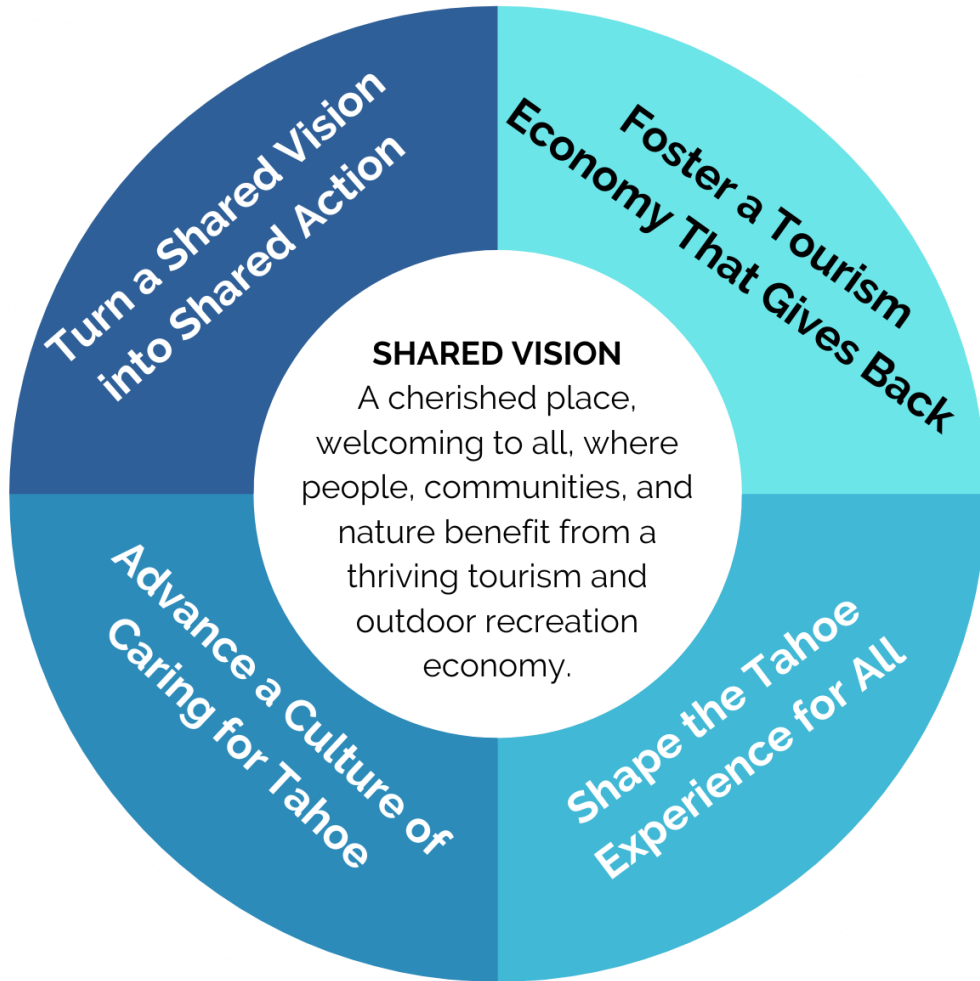 Turn a Shared Vision
into Shared Action
Foster a Tourism
Economy That Gives Back
SHARED VISION
A cherished place,
welcoming to all, where
people, communities, and
nature benefit from a
thriving tourism and
outdoor recreation
economy.
Advance a Culture of
Caring for Tahoe
Shape the Tahoe
Experience for All